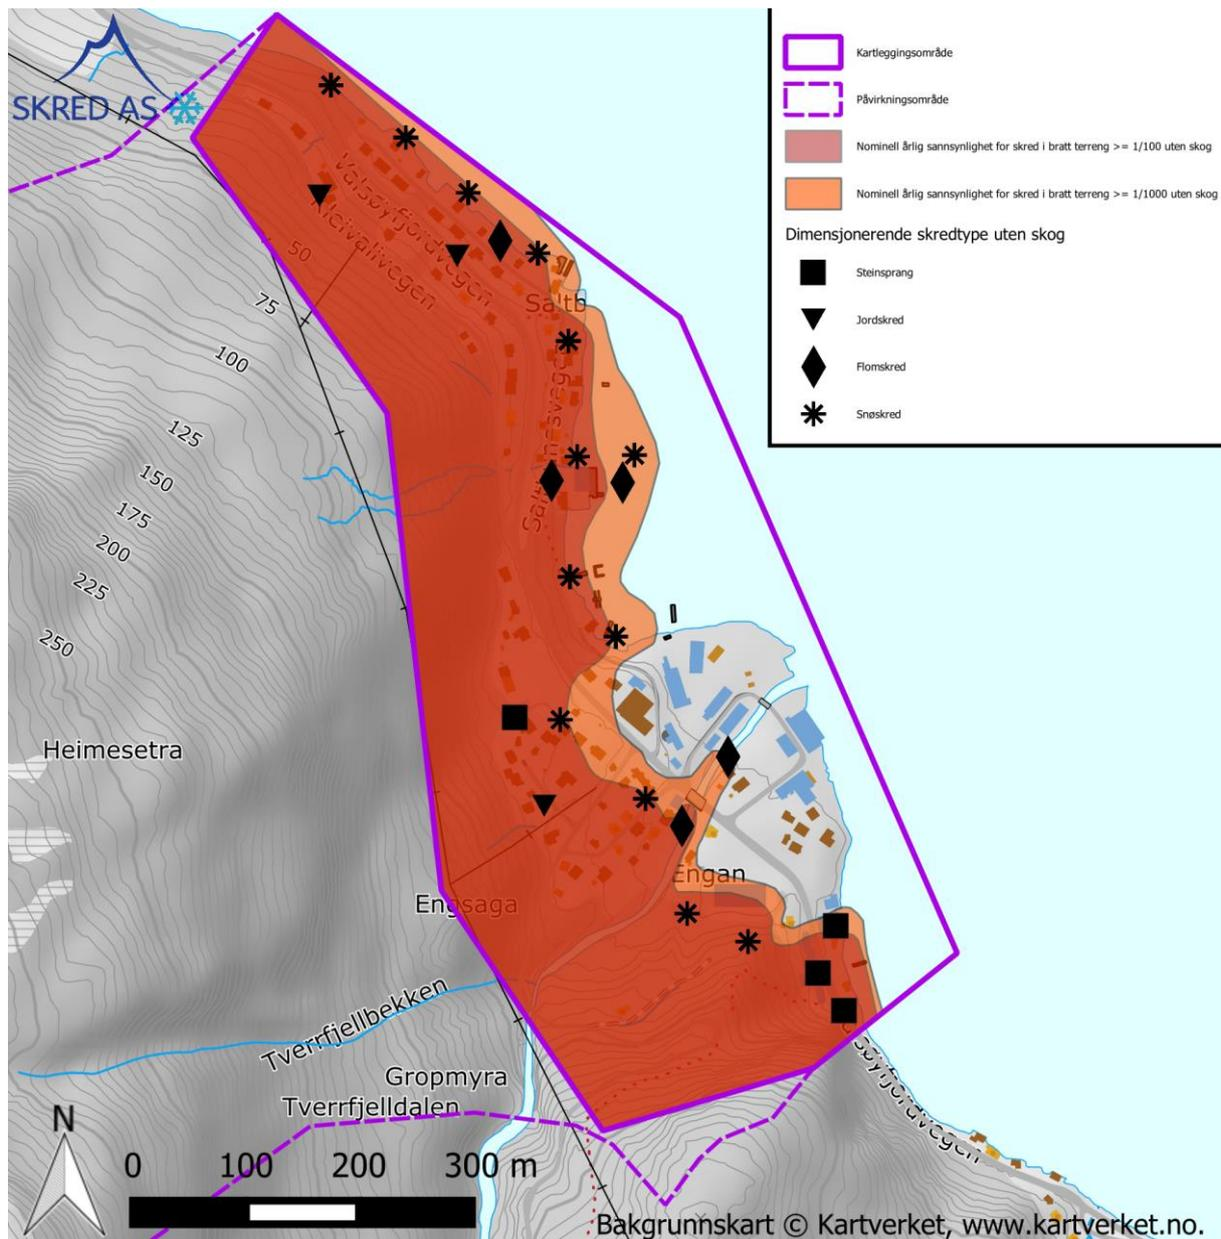 SKRED AS
Kartleggingsområde
Påvirkningsområde
Nominell årlig sannsynlighet for skred i bratt terreng >= 1/100 uten skog
Nominell årlig sannsynlighet for skred i bratt terreng >= 1/1000 uten skog
Dimensjonerende skredtype uten skog
Steinsprang
Jordskred
Flomskred
Snøskred
Valsøyfjordvegen
Kleivalivegen
50
Saltb
75
100
125
150
175
200
225
250
Heimesetra
Engan
Engsaga
Tverrfjellbekken
Gropmyra
Tverrfjelldalen
N
0 100 200 300 m
Bakgrunnskart © Kartverket, www.kartverket.no.